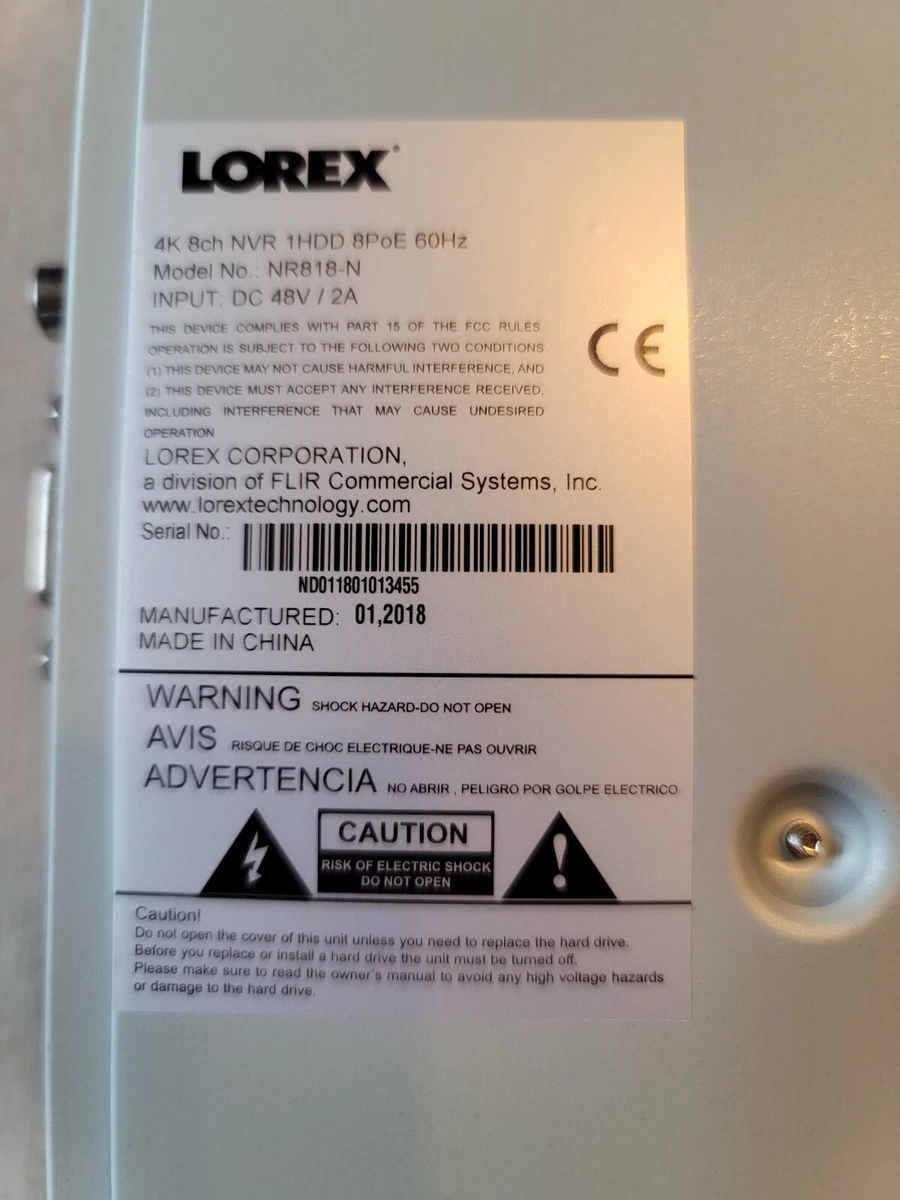 LOREX®
4K 8ch NVR 1HDD 8PoE 60Hz
Model No.: NR818-N
INPUT: DC 48V / 2A
THIS DEVICE COMPLIES WITH PART 15 OF THE FCC RULES.
OPERATION IS SUBJECT TO THE FOLLOWING TWO CONDITIONS
(1) THIS DEVICE MAY NOT CAUSE HARMFUL INTERFERENCE, AND
(2) THIS DEVICE MUST ACCEPT ANY INTERFERENCE RECEIVED,
INCLUDING INTERFERENCE THAT MAY CAUSE UNDESIRED
OPERATION
CE
LOREX CORPORATION,
a division of FLIR Commercial Systems, Inc.
www.lorextechnology.com
Serial No.:
ND011801013455
MANUFACTURED: 01,2018
MADE IN CHINA
WARNING SHOCK HAZARD-DO NOT OPEN
AVIS RISQUE DE CHOC ELECTRIQUE-NE PAS OUVRIR
ADVERTENCIA NO ABRIR , PELIGRO POR GOLPE ELECTRICO
CAUTION
RISK OF ELECTRIC SHOCK
DO NOT OPEN
Caution!
Do not open the cover of this unit unless you need to replace the hard drive.
Before you replace or install a hard drive the unit must be turned off.
Please make sure to read the owner's manual to avoid any high voltage hazards
or damage to the hard drive.